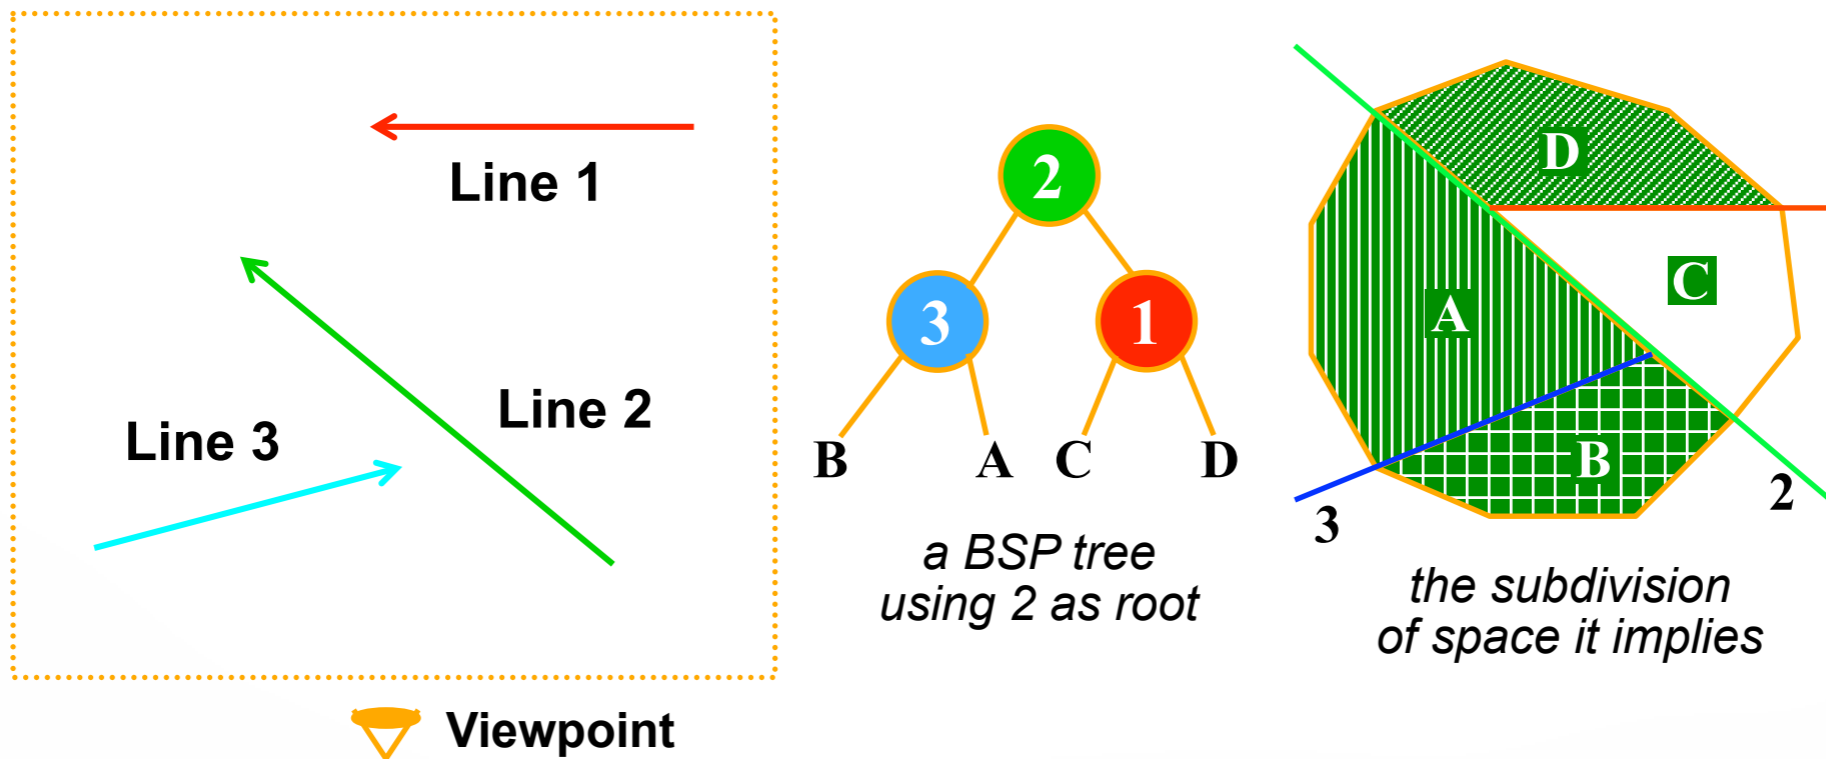 Line 1
Line 2
Line 3
Viewpoint
2
3
1
B A C D
a BSP tree
using 2 as root
D
C
A
B
2
3
the subdivision
of space it implies